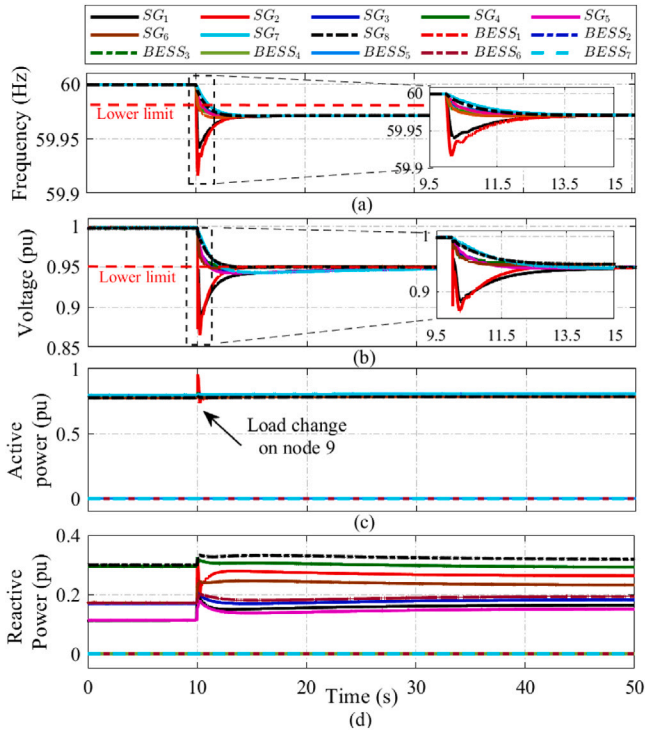 SG₁ SG₂ SG₃ SG₄ SG₅
SG₆ SG₇ SG₈ BESS₁ BESS₂
BESS₃ BESS₄ BESS₅ BESS₆ BESS₇
Frequency (Hz)
60
59.95
59.9
Lower limit
60
59.95
59.9
9.5 11.5 13.5 15
(a)
Voltage (pu)
1
0.95
0.9
0.85
Lower limit
1
0.9
9.5 11.5 13.5 15
(b)
Active
power (pu)
1
0.5
0
Load change
on node 9
(c)
Reactive
Power (pu)
0.4
0.2
0
0 10 20 30 40 50
Time (s)
(d)